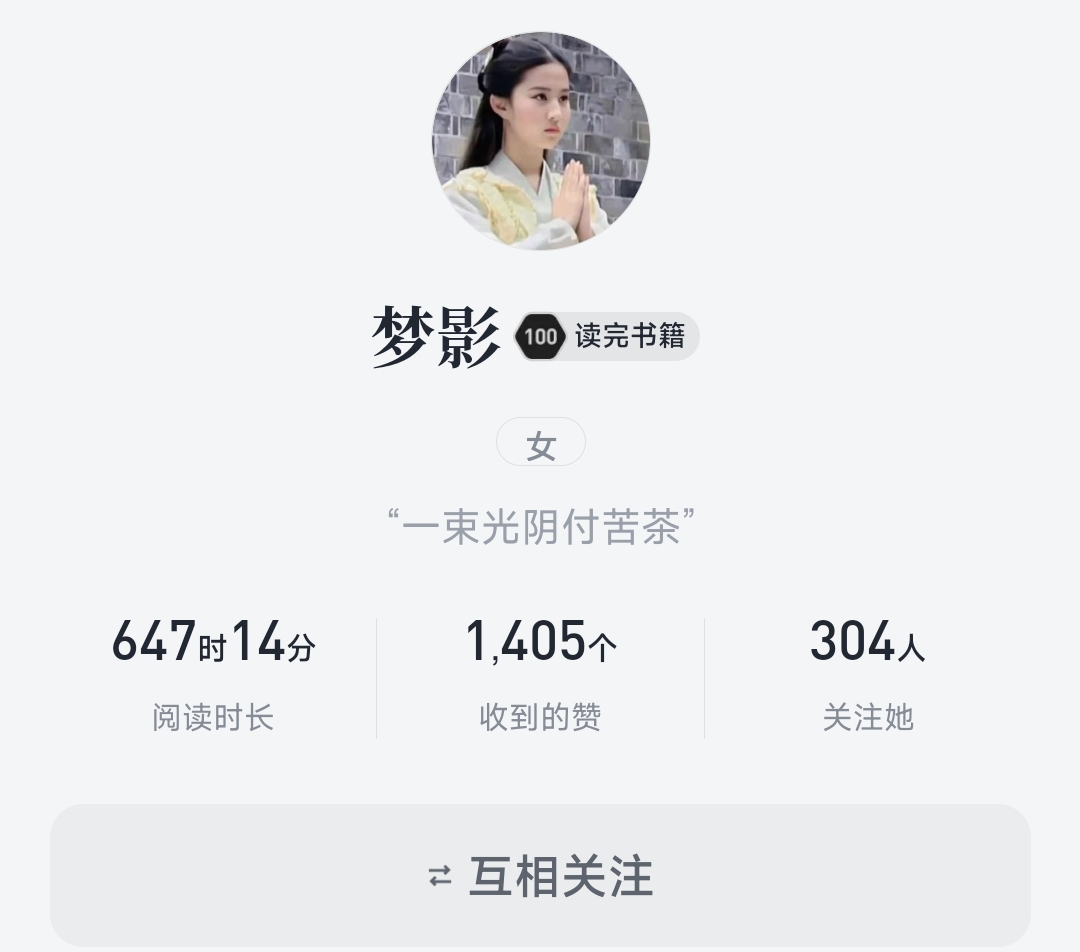 梦影 100 读完书籍
女
“一束光阴付苦茶”
647时14分 1,405个 304人
阅读时长 收到的赞 关注她
互相关注